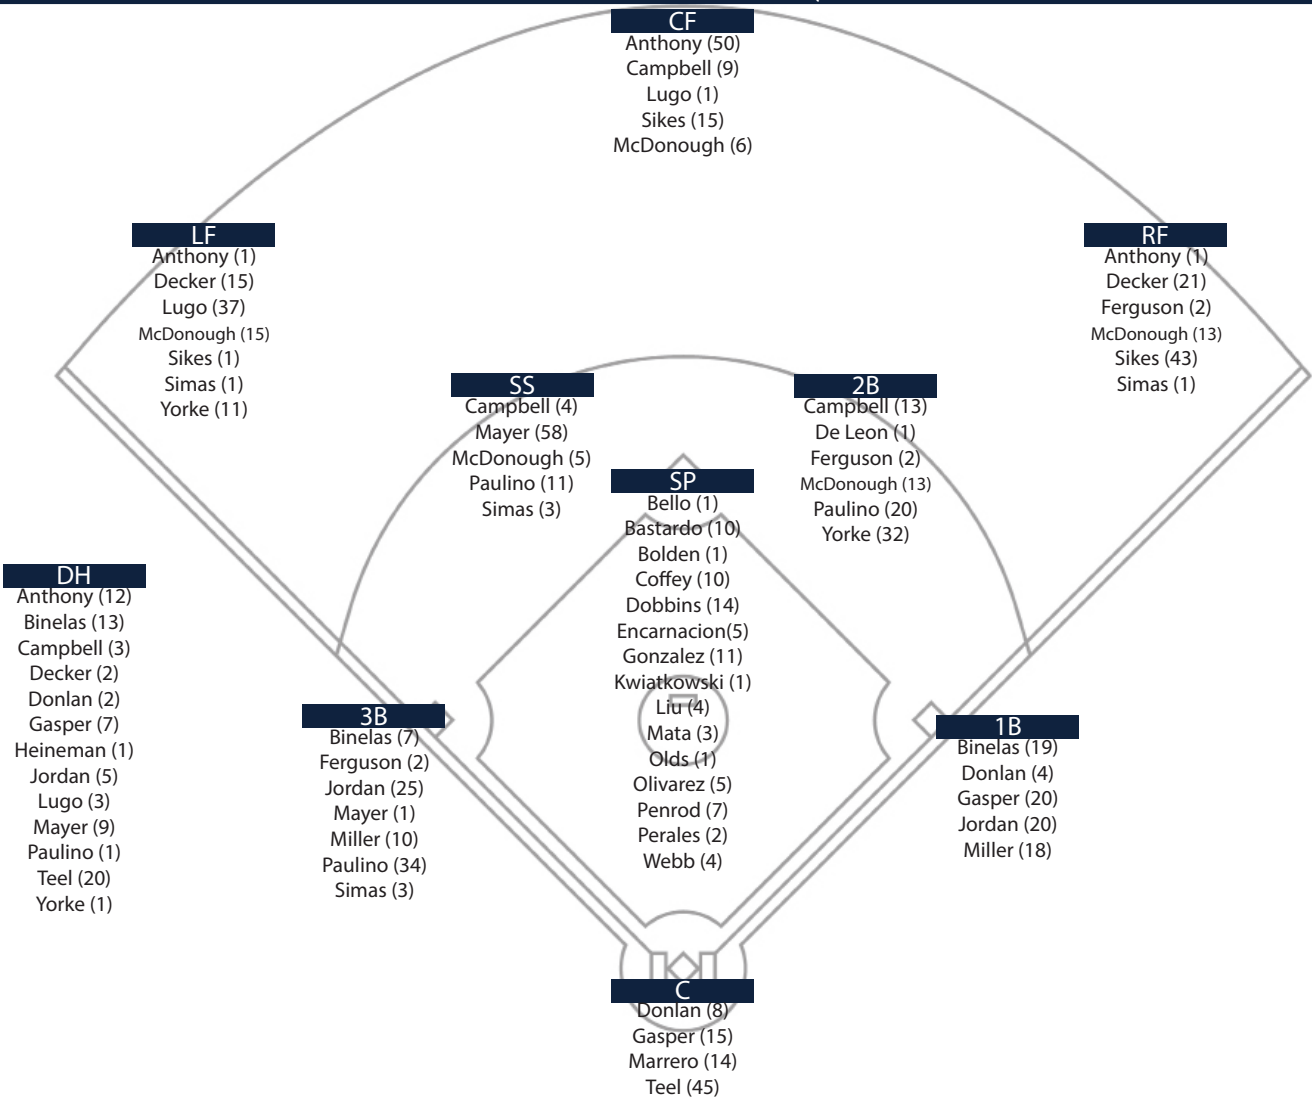 CF
Anthony (50)
Campbell (9)
Lugo (1)
Sikes (15)
McDonough (6)
LF
Anthony (1)
Decker (15)
Lugo (37)
McDonough (15)
Sikes (1)
Simas (1)
Yorke (11)
RF
Anthony (1)
Decker (21)
Ferguson (2)
McDonough (13)
Sikes (43)
Simas (1)
SS
Campbell (4)
Mayer (58)
McDonough (5)
Paulino (11)
Simas (3)
2B
Campbell (13)
De Leon (1)
Ferguson (2)
McDonough (13)
Paulino (20)
Yorke (32)
SP
Bello (1)
Bastardo (10)
Bolden (1)
Coffey (10)
Dobbins (14)
Encarnacion(5)
Gonzalez (11)
Kwiatkowski (1)
Liu (4)
Mata (3)
Olds (1)
Olivarez (5)
Penrod (7)
Perales (2)
Webb (4)
DH
Anthony (12)
Binelas (13)
Campbell (3)
Decker (2)
Donlan (2)
Gasper (7)
Heineman (1)
Jordan (5)
Lugo (3)
Mayer (9)
Paulino (1)
Teel (20)
Yorke (1)
3B
Binelas (7)
Ferguson (2)
Jordan (25)
Mayer (1)
Miller (10)
Paulino (34)
Simas (3)
1B
Binelas (19)
Donlan (4)
Gasper (20)
Jordan (20)
Miller (18)
C
Donlan (8)
Gasper (15)
Marrero (14)
Teel (45)